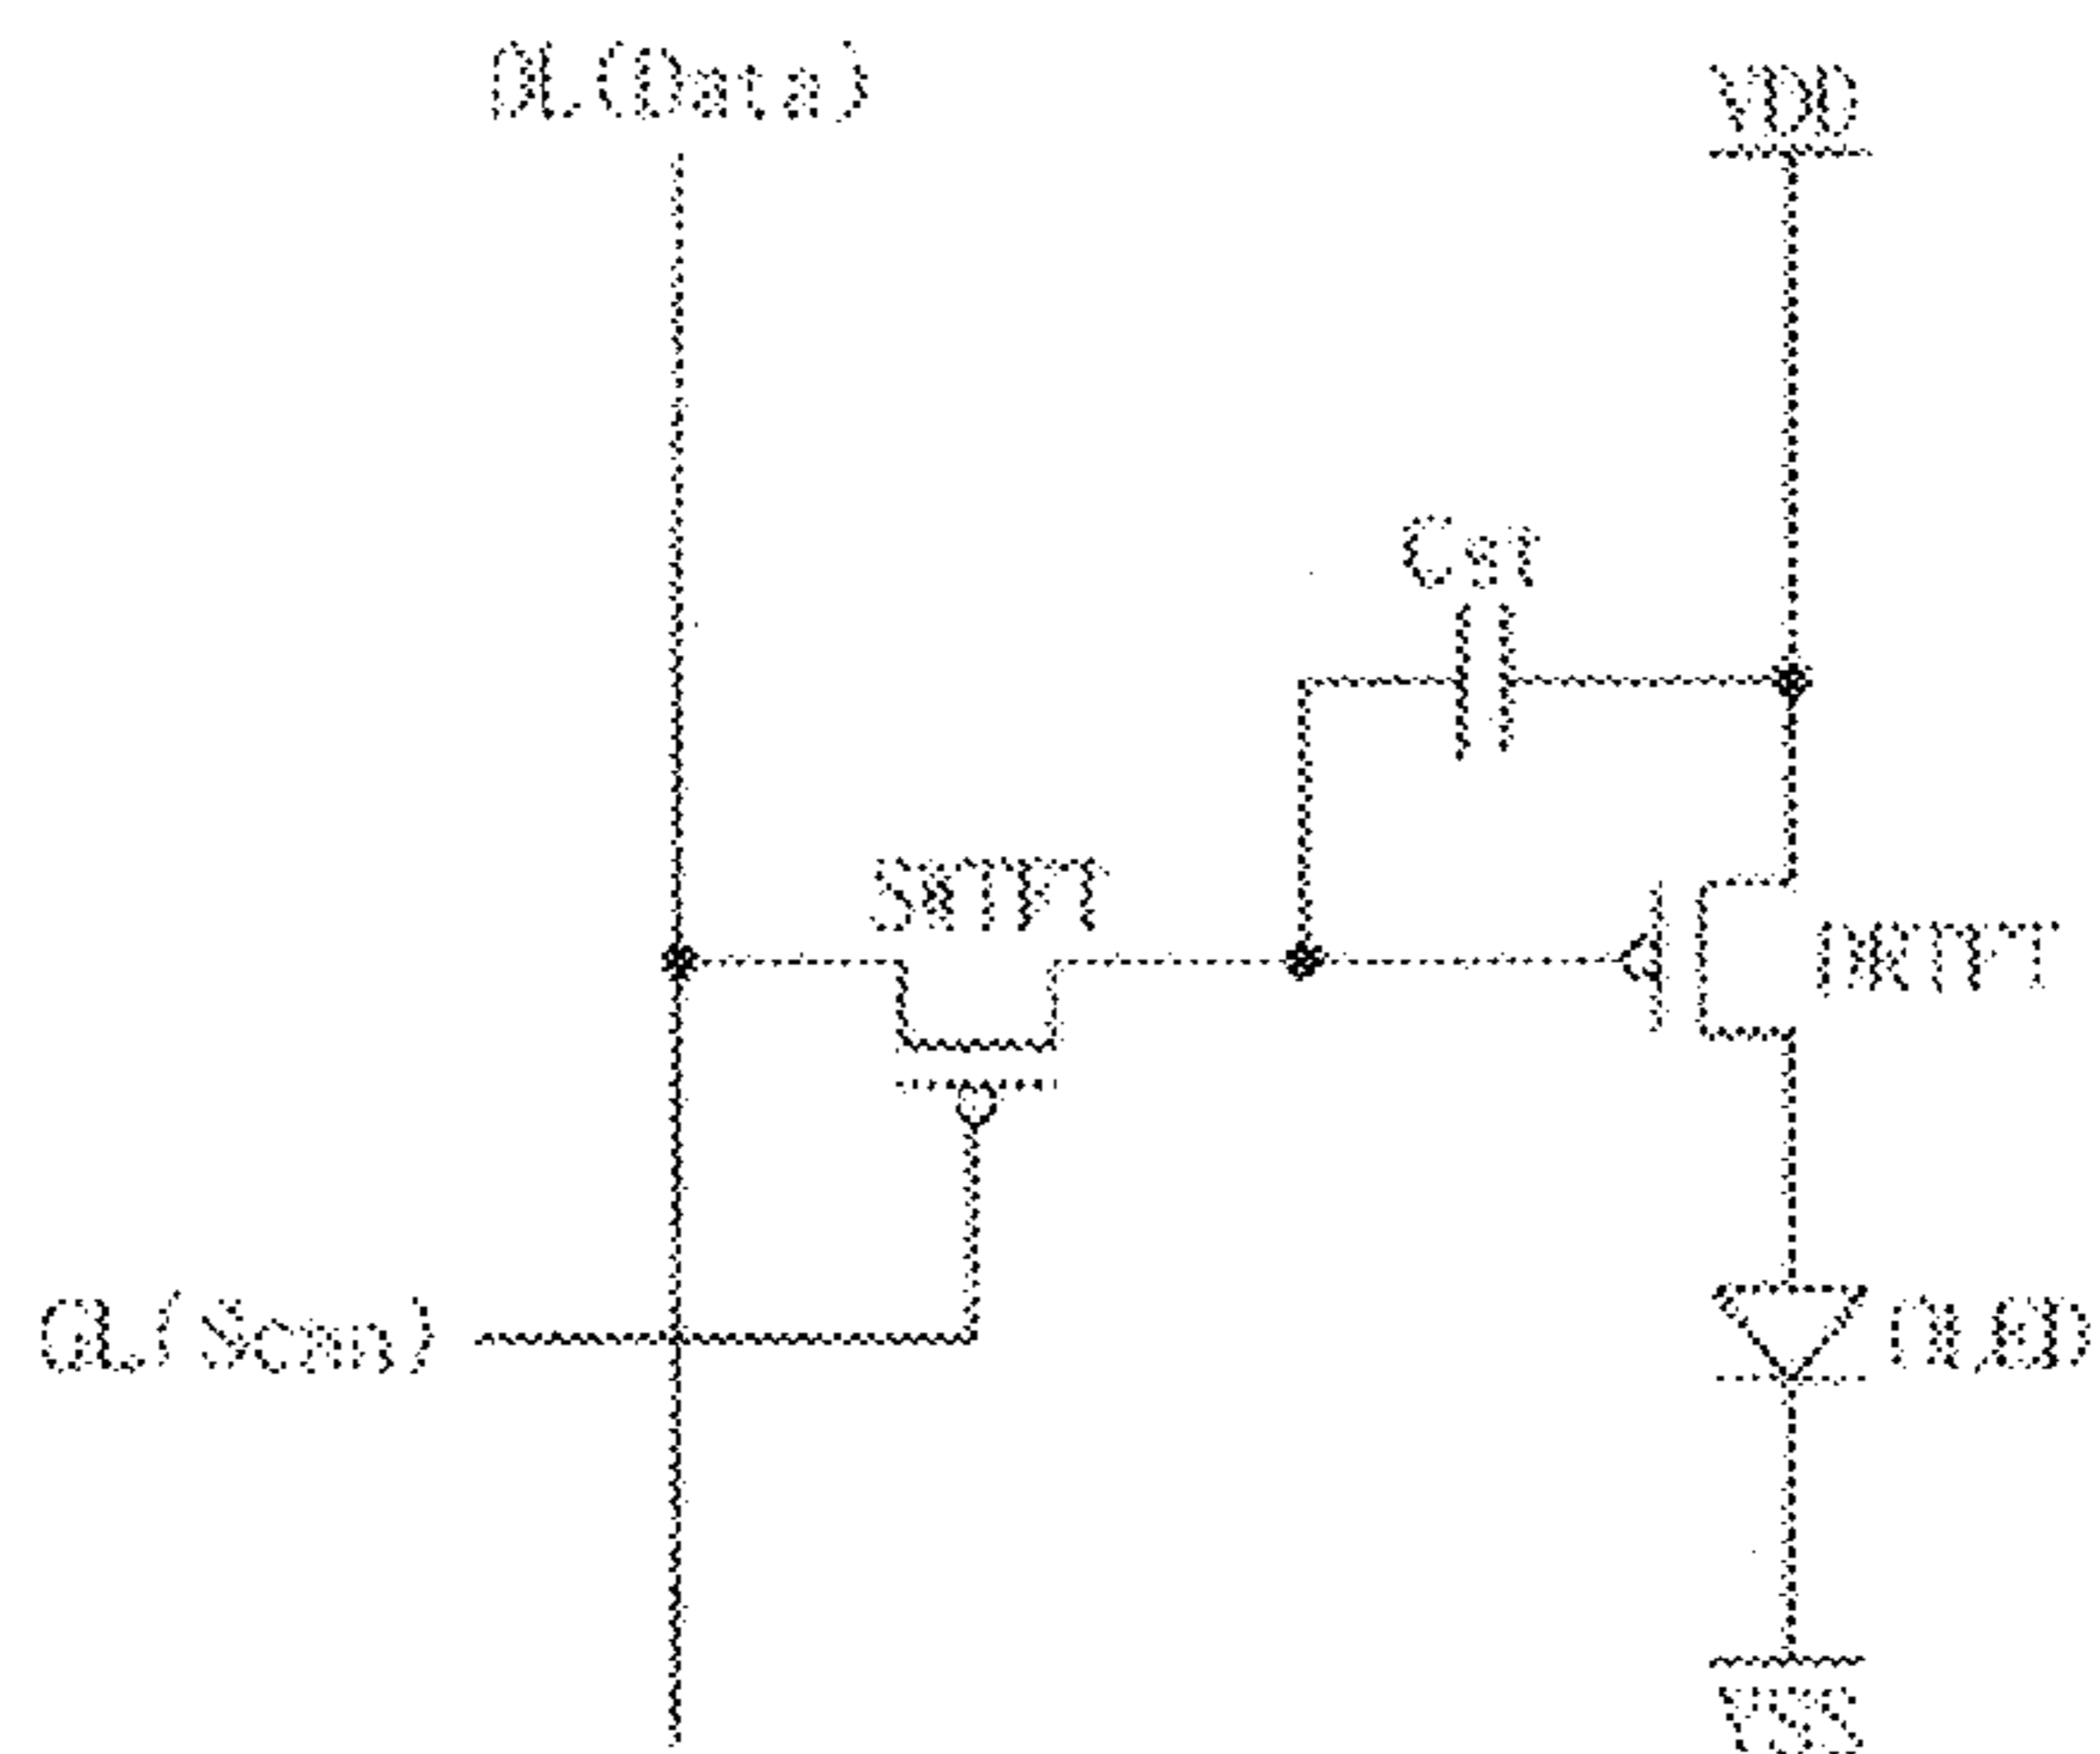 DL(Data)
VDD
Cst
SWTFT
DRTFT
GL(Scan)
OLED
VSS